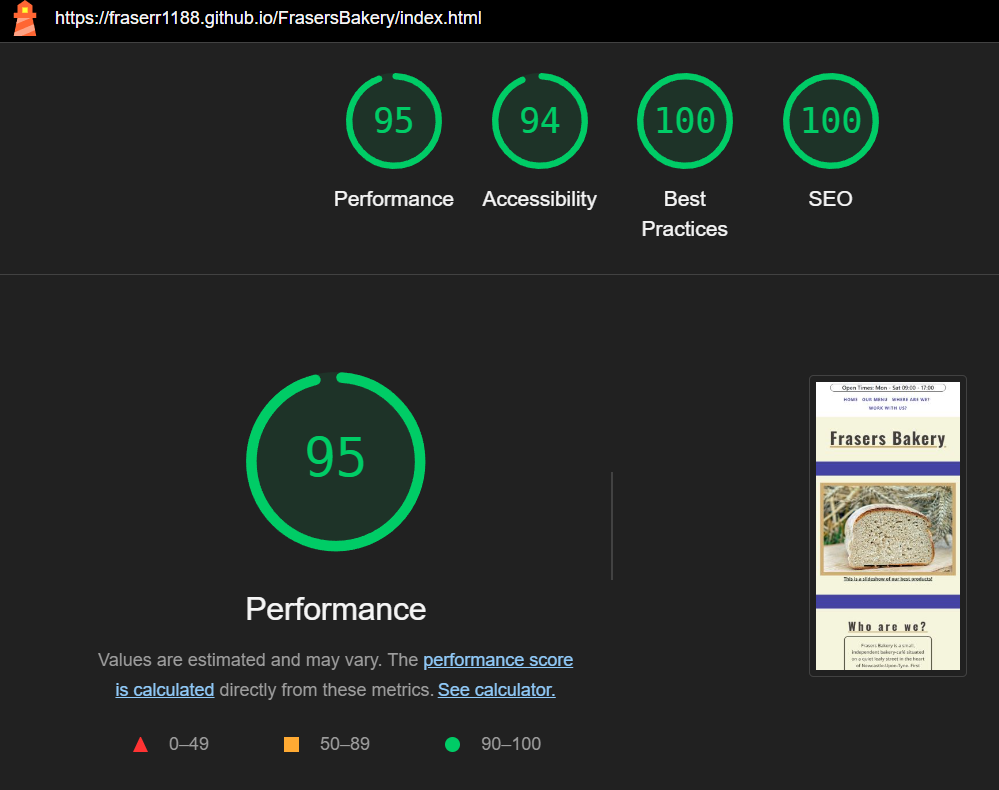 https://fraserr1188.github.io/FrasersBakery/index.html
95
94
100
100
Performance
Accessibility
Best
Practices
SEO
95
Performance
Values are estimated and may vary. The performance score
is calculated directly from these metrics. See calculator.
0–49
50–89
90–100
Open Times: Mon - Sat 09:00 - 17:00
HOME OUR MENU WHERE ARE WE?
WORK WITH US?
Frasers Bakery
This is a slideshow of our best products!
Who are we?
Frasers Bakery is a small,
independent bakery-café situated
on a quiet leafy street in the heart
of Newcastle-Upon-Tyne. First